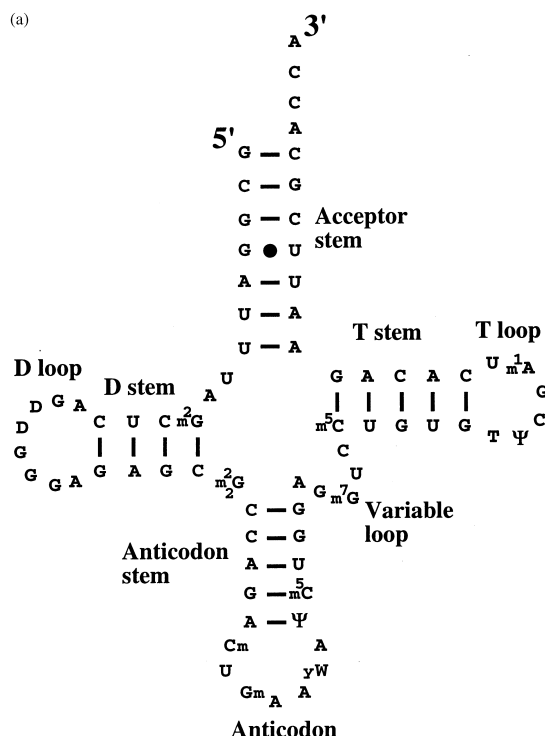 (a)
3'
A
C
C
A
5'
G C
C G
G C
Acceptor
stem
G U
A U
U A
U A
T stem
T loop
D loop
D stem
U
A
G A C A C
U m1A
G
C
Ψ
T
m5C U G U G
D D G A
C U C m2G
D
G
G G A
G A G C
m22G
C
U
A G m7G
Variable
loop
C G
C G
Anticodon
stem
A U
G m5C
A Ψ
Cm A
U yW
Gm A A
Anticodon